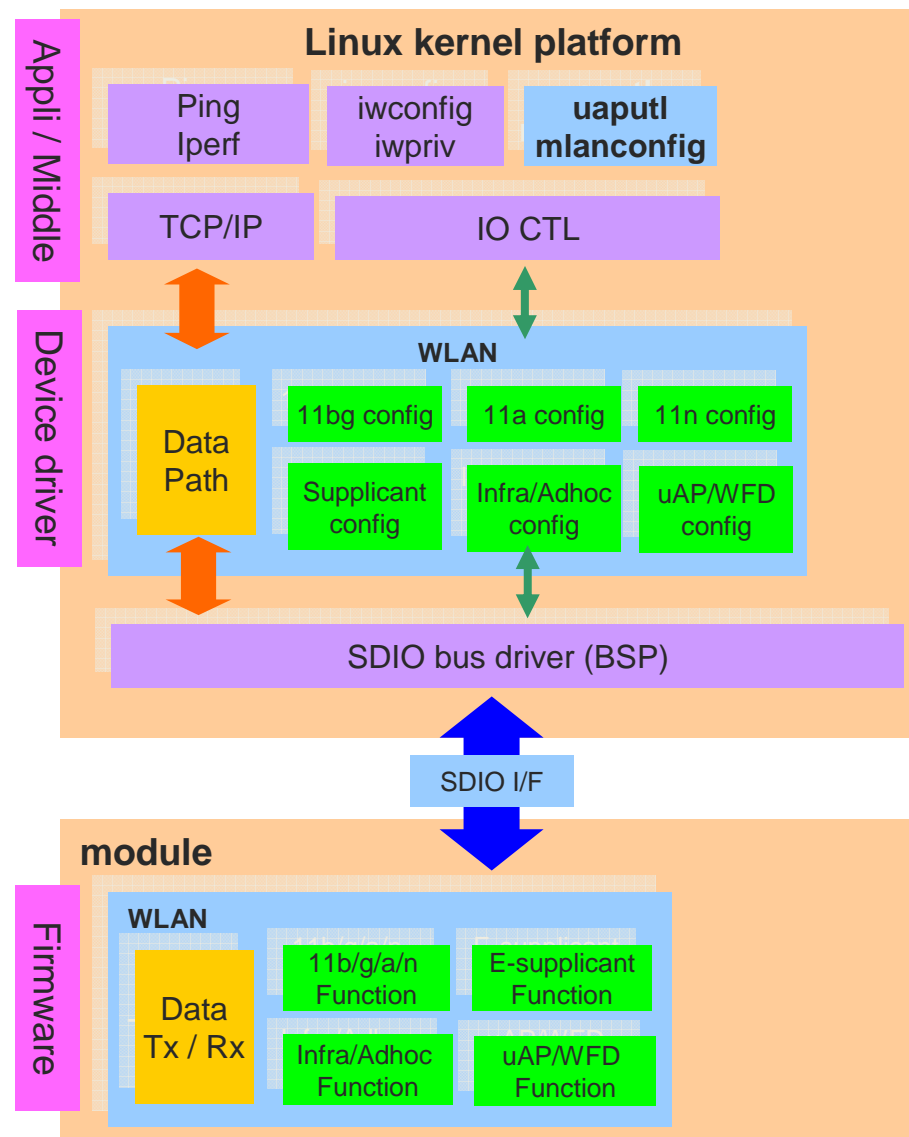 Linux kernel platform
Appli / Middle
Ping
Iperf
iwconfig
iwpriv
uaputl
mlanconfig
TCP/IP
IO CTL
Device driver
WLAN
Data
Path
11bg config
11a config
11n config
Supplicant
config
Infra/Adhoc
config
uAP/WFD
config
SDIO bus driver (BSP)
SDIO I/F
module
Firmware
WLAN
Data
Tx / Rx
11b/g/a/n
Function
E-supplicant
Function
Infra/Adhoc
Function
uAP/WFD
Function